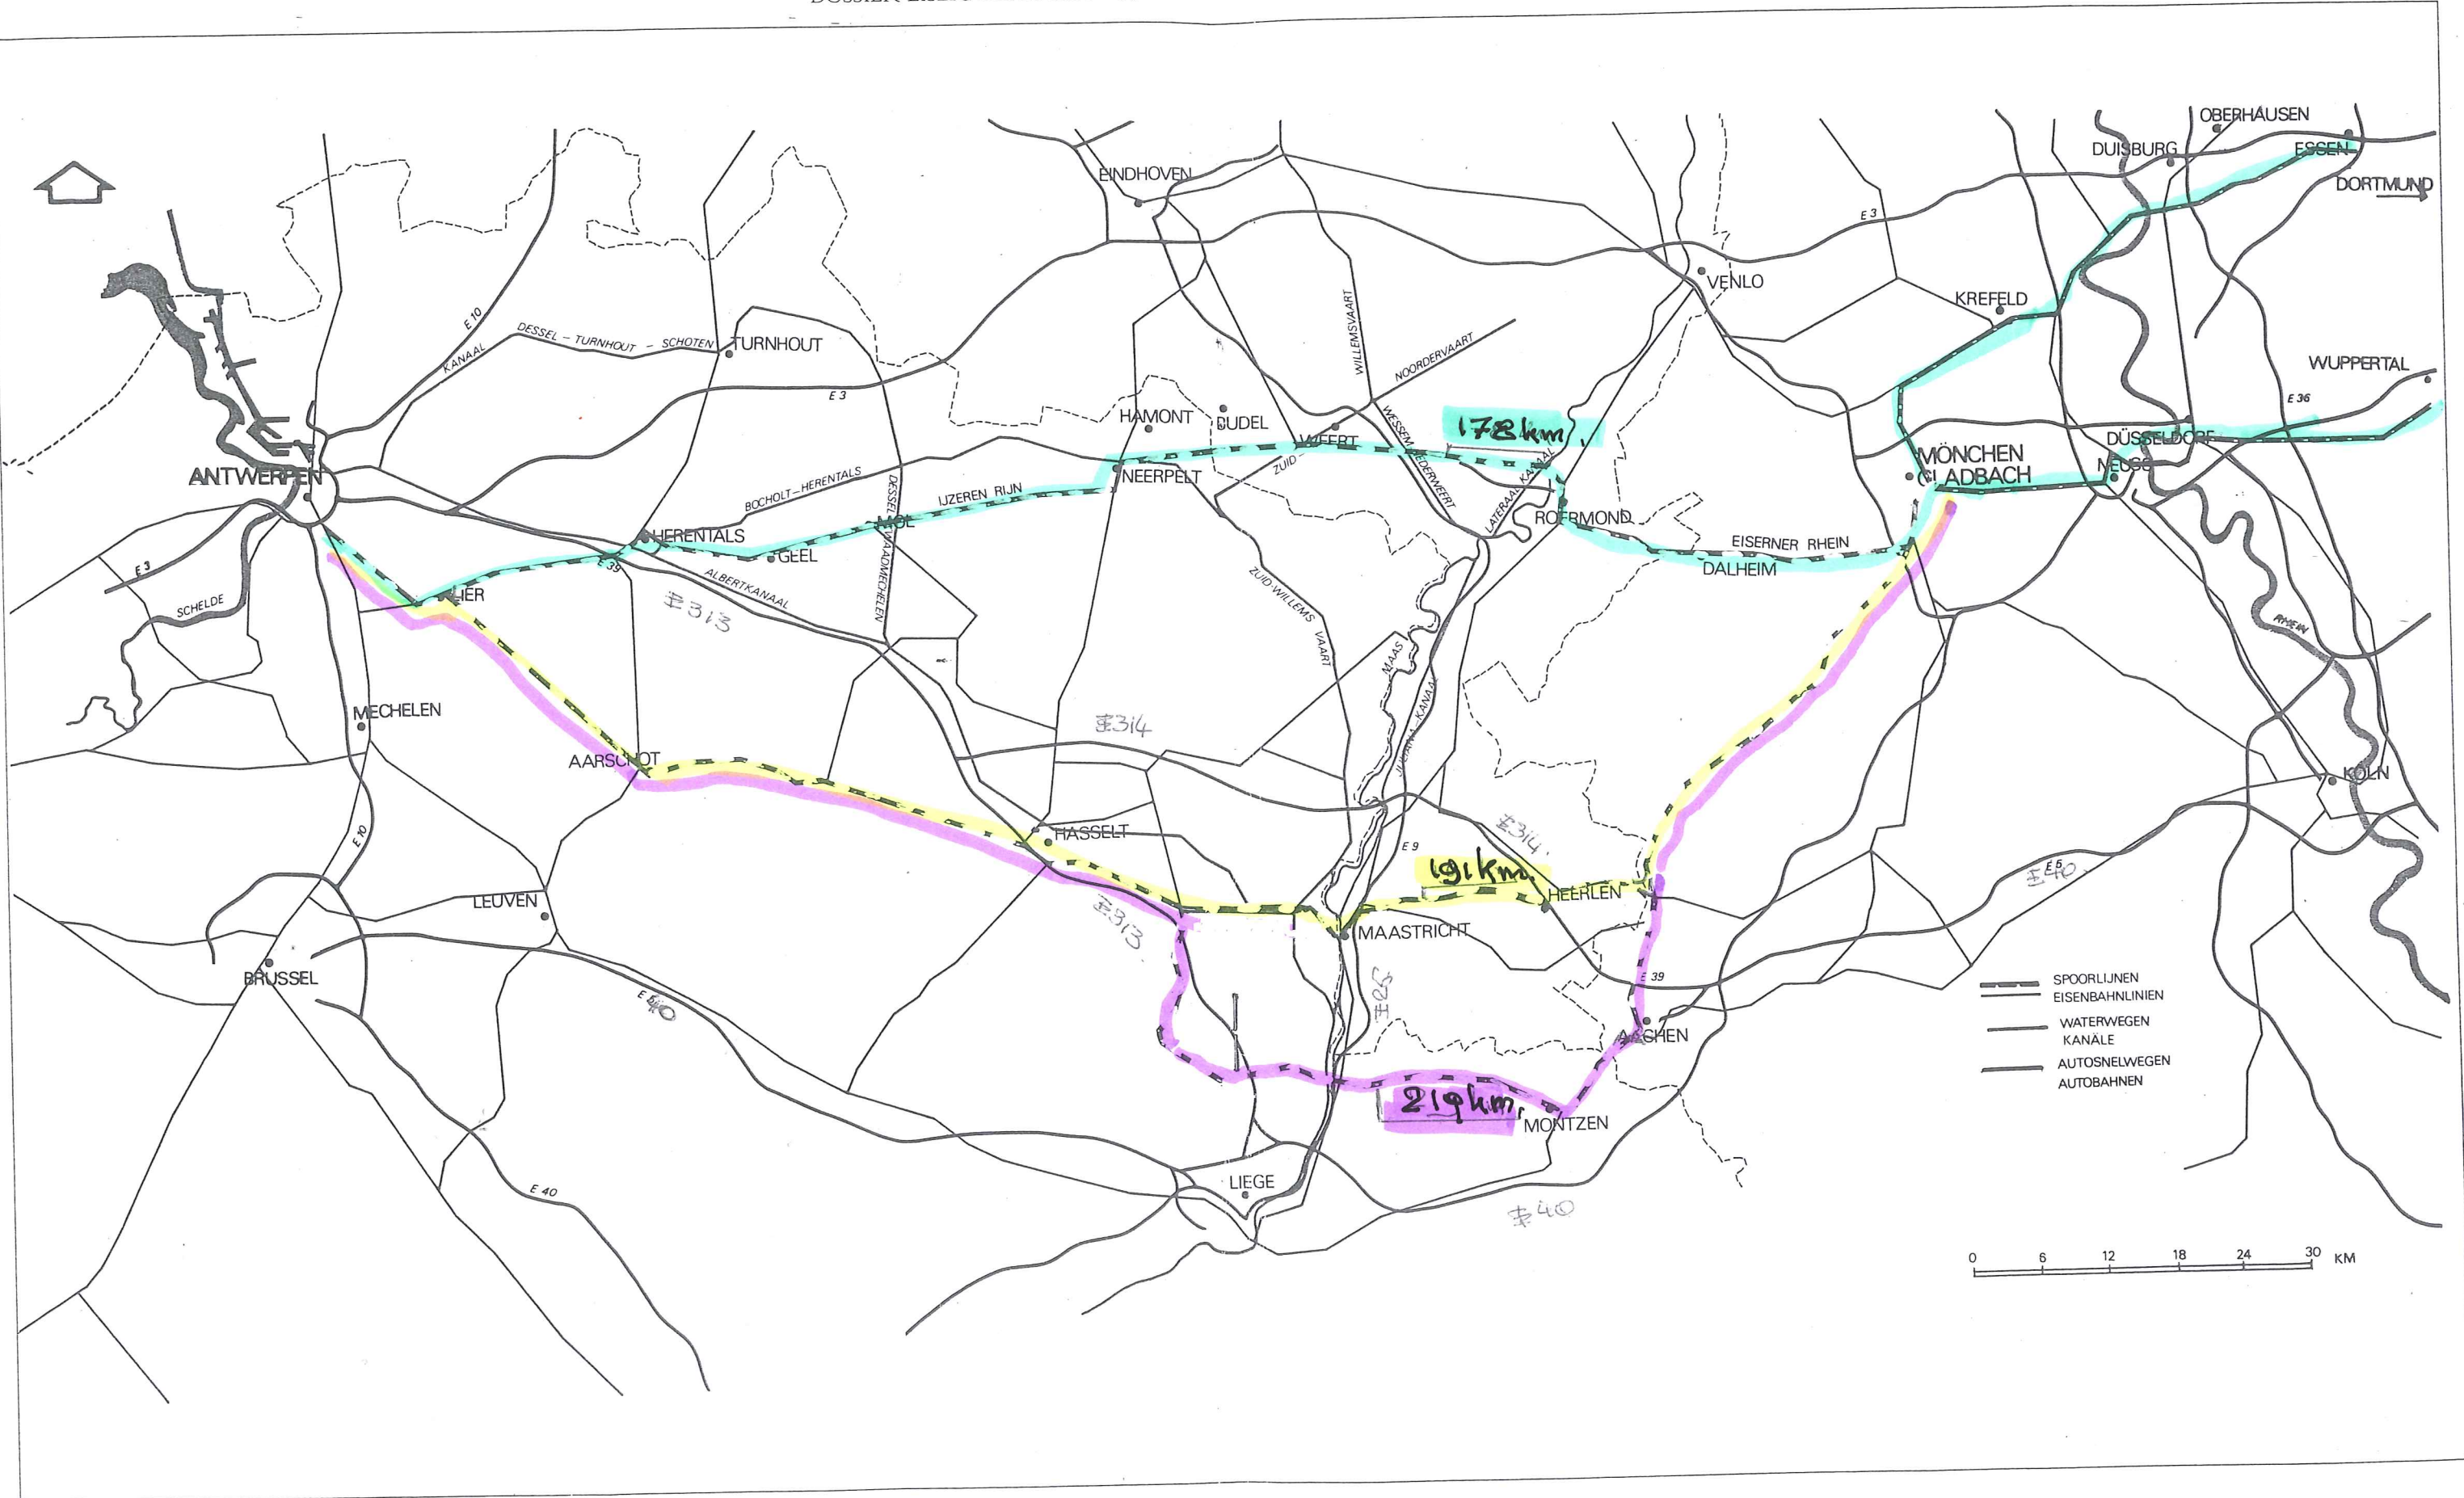 OBERHAUSEN
DUISBURG
ESSEN
DORTMUND
EINDHOVEN
E 3
VENLO
KREFELD
E 10
DESSEL - TURNHOUT - SCHOTEN
KANAAL
TURNHOUT
WILLEMSVAART
NOORDERVAART
WUPPERTAL
E 3
E 36
HAMONT
BUDEL
178 km.
WEERT
WESSEM
NEDERWEERT
DÜSSELDORF
MÖNCHEN
GLADBACH
NEUSS
ANTWERPEN
NEERPELT
ZUID-
BOCHOLT-HERENTALS
IJZEREN RIJN
DESSEL
KWAADMECHELEN
LATERAAL KANAAL
MOL
ROERMOND
HERENTALS
GEEL
EISERNER RHEIN
DALHEIM
E 3
E 39
ALBERTKANAAL
LIER
SCHELDE
E313
ZUID-WILLEMS VAART
RHEIN
MAAS
MECHELEN
E314
JULIANA-KANAAL
AARSCHOT
KÖLN
E 10
HASSELT
E 9
E314
191 km.
HEERLEN
E 5
E40
LEUVEN
E313
MAASTRICHT
BRUSSEL
E 39
E25
E 5
40
AACHEN
SPOORLIJNEN
EISENBAHNLINIEN
WATERWEGEN
KANÄLE
AUTOSNELWEGEN
AUTOBAHNEN
219 km.
MONTZEN
LIEGE
E 40
E40
0 6 12 18 24 30 KM